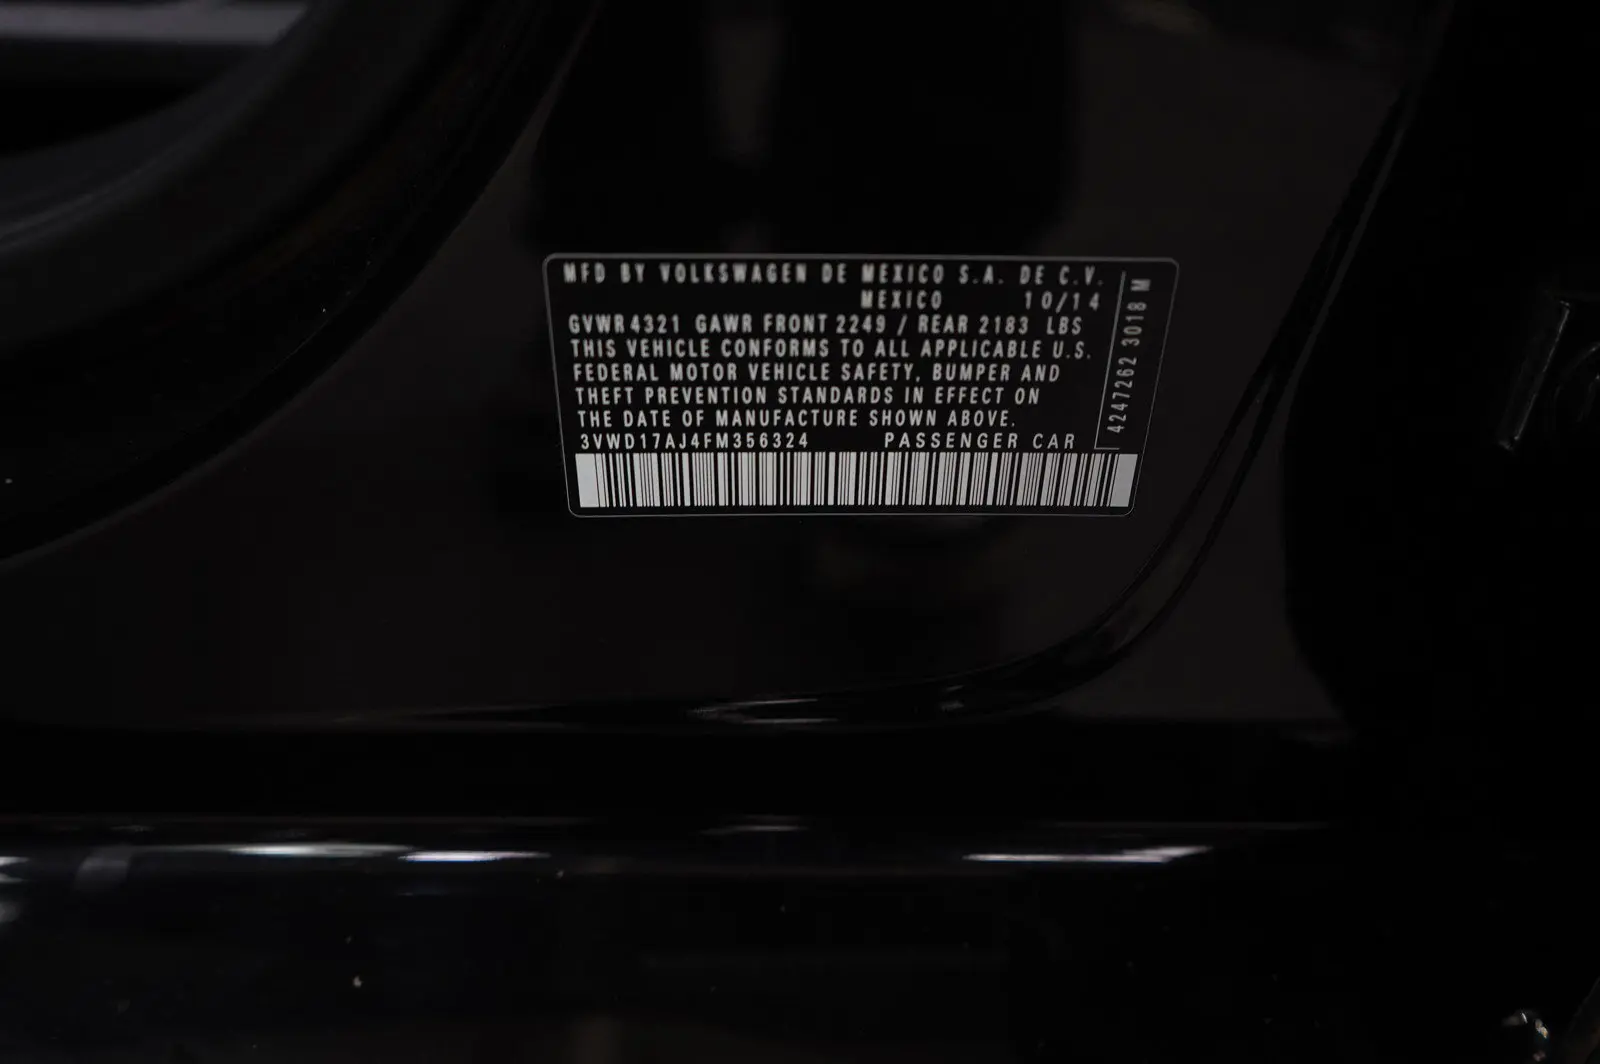 MFD BY VOLKSWAGEN DE MEXICO S.A. DE C.V.
MEXICO 10/14
GVWR 4321 GAWR FRONT 2249 / REAR 2183 LBS
THIS VEHICLE CONFORMS TO ALL APPLICABLE U.S.
FEDERAL MOTOR VEHICLE SAFETY, BUMPER AND
THEFT PREVENTION STANDARDS IN EFFECT ON
THE DATE OF MANUFACTURE SHOWN ABOVE.
3VWD17AJ4FM356324 PASSENGER CAR
4247262 3018 M